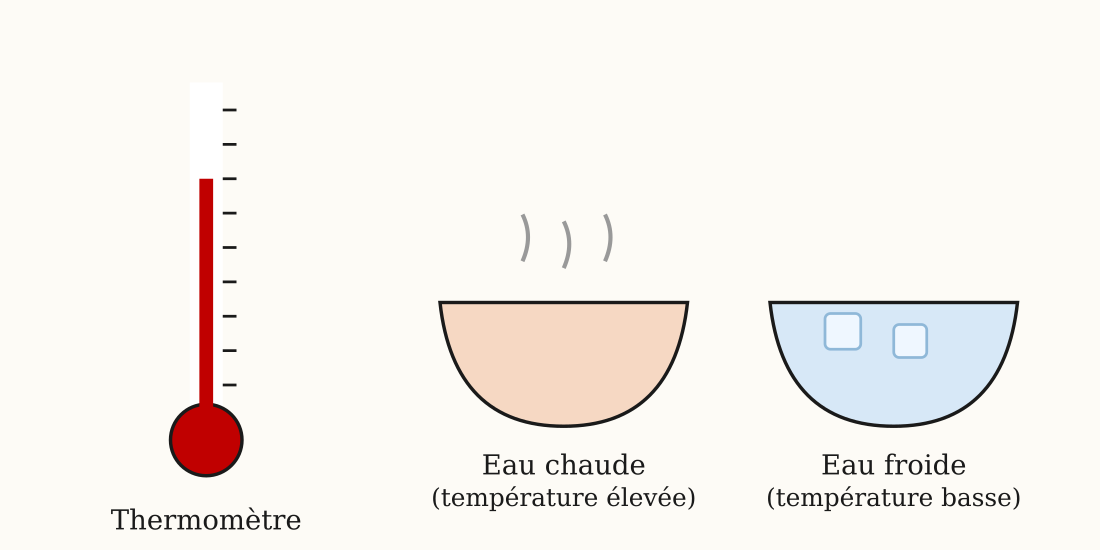 Eau chaude
(température élevée)
Eau froide
(température basse)
Thermomètre